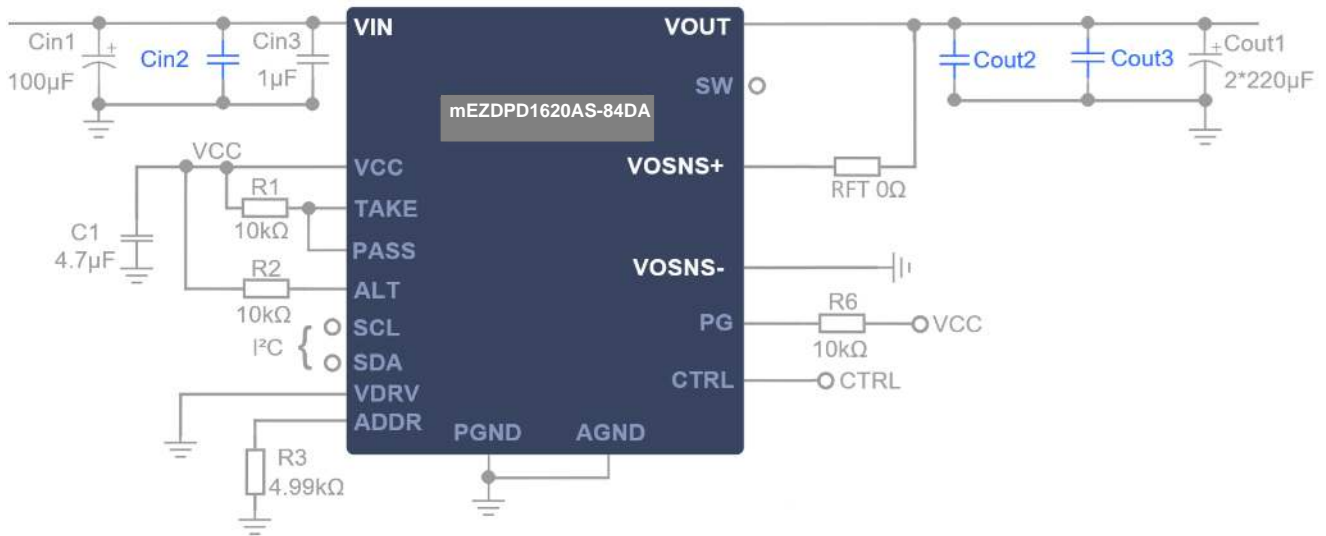 VIN
VOUT
Cin1
+
100µF
Cin2
Cin3
1µF
Cout2
Cout3
+
Cout1
2*220µF
SW
mEZDPD1620AS-84DA
VCC
VCC
VOSNS+
RFT 0Ω
R1
10kΩ
TAKE
C1
4.7µF
PASS
R2
10kΩ
ALT
VOSNS-
I²C {
SCL
SDA
PG
R6
10kΩ
VCC
VDRV
CTRL
CTRL
ADDR
R3
4.99kΩ
PGND
AGND